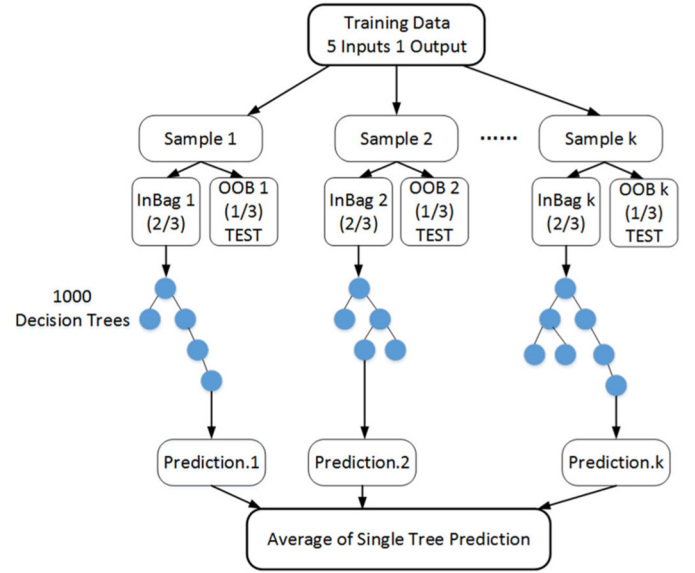 Training Data
5 Inputs 1 Output
Sample 1
Sample 2
......
Sample k
InBag 1
(2/3)
OOB 1
(1/3)
TEST
InBag 2
(2/3)
OOB 2
(1/3)
TEST
InBag k
(2/3)
OOB k
(1/3)
TEST
1000
Decision Trees
Prediction.1
Prediction.2
Prediction.k
Average of Single Tree Prediction